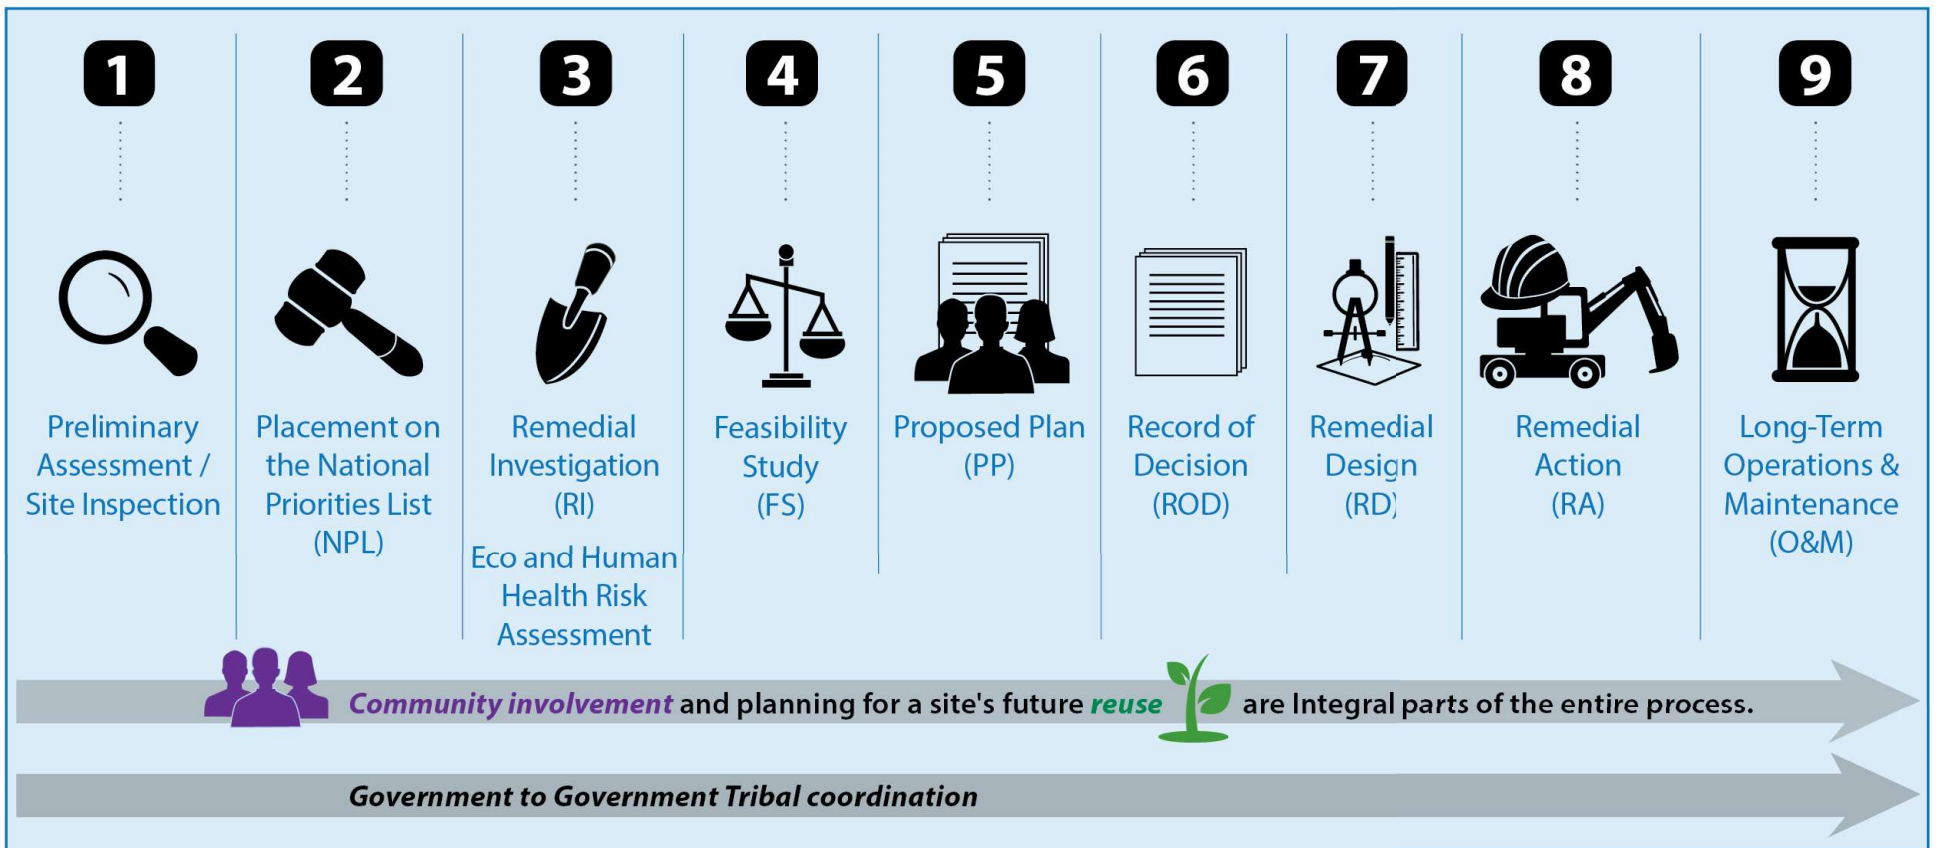 1
Preliminary
Assessment /
Site Inspection
2
Placement on
the National
Priorities List
(NPL)
3
Remedial
Investigation
(RI)
Eco and Human
Health Risk
Assessment
4
Feasibility
Study
(FS)
5
Proposed Plan
(PP)
6
Record of
Decision
(ROD)
7
Remedial
Design
(RD)
8
Remedial
Action
(RA)
9
Long-Term
Operations &
Maintenance
(O&M)
Community involvement and planning for a site's future reuse are Integral parts of the entire process.
Government to Government Tribal coordination